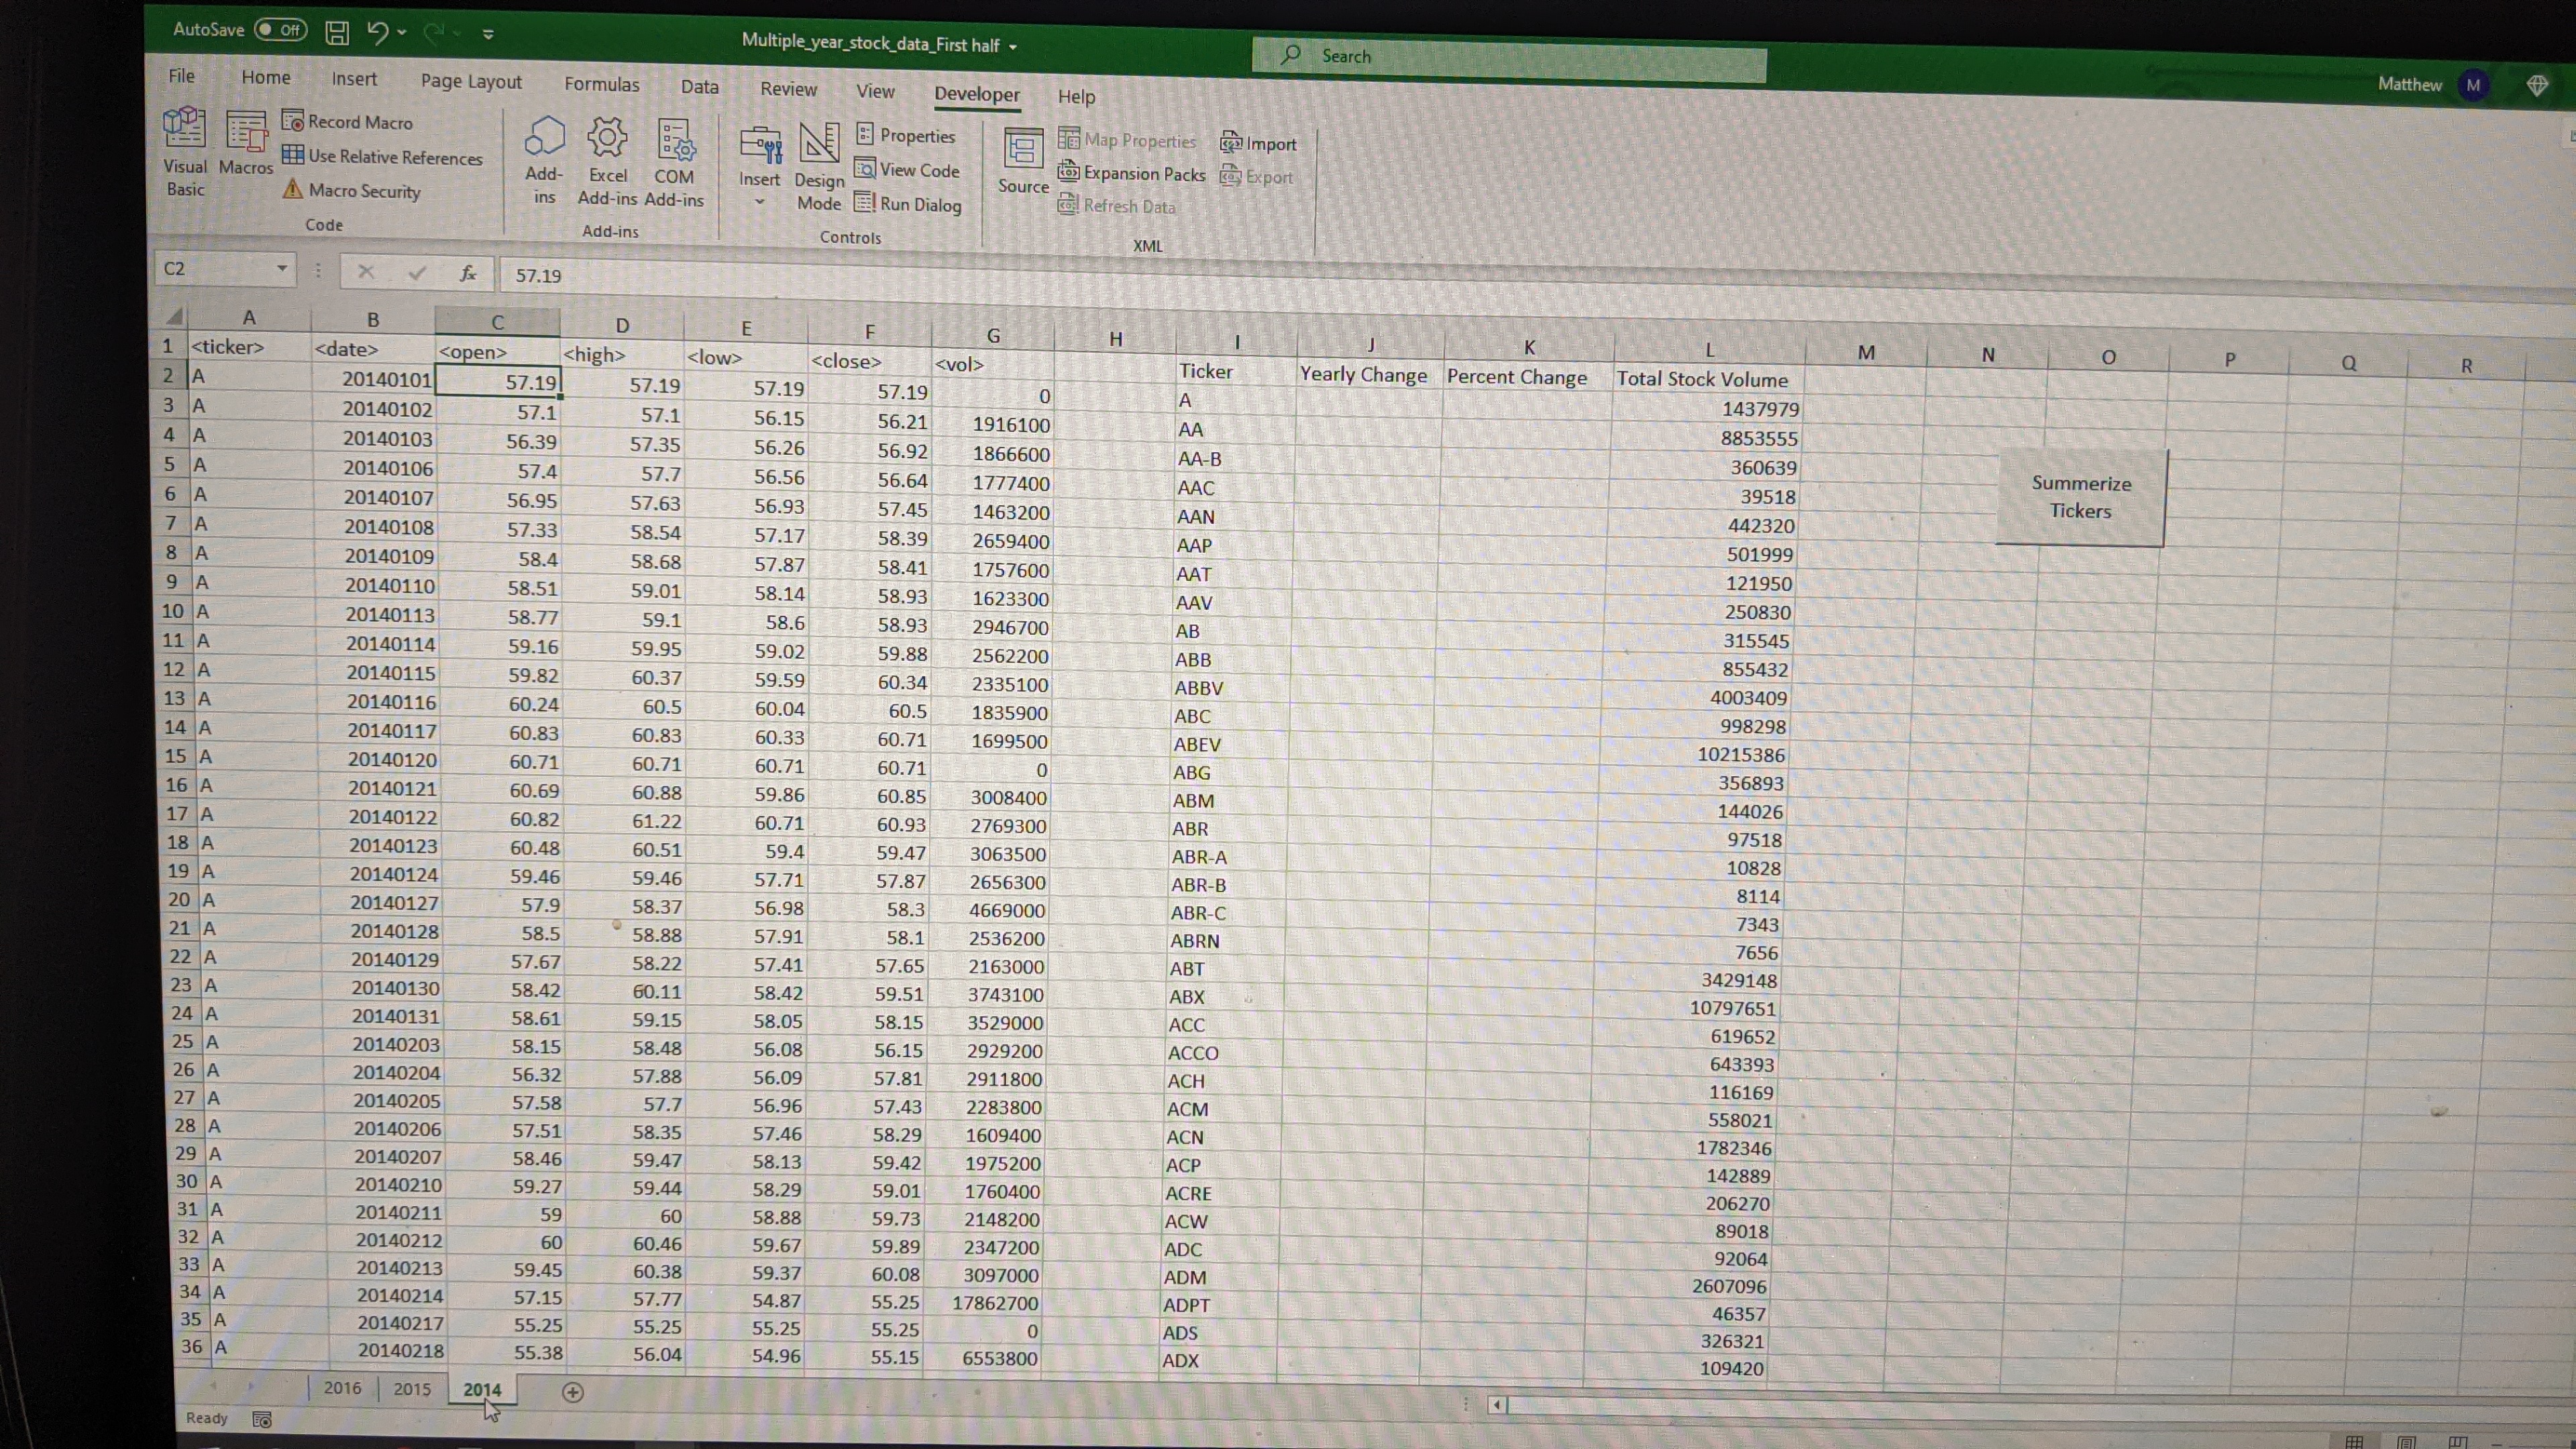 AutoSave Off Multiple_year_stock_data_First half Search Matthew M
File Home Insert Page Layout Formulas Data Review View Developer Help
Visual Basic
Macros
Record Macro
Use Relative References
Macro Security
Code
Add-ins
Excel Add-ins
COM Add-ins
Add-ins
Insert
Design Mode
Properties
View Code
Run Dialog
Controls
Source
Map Properties
Expansion Packs
Refresh Data
Import
Export
XML
C2 fx 57.19
A B C D E F G H I J K L M N O P Q R
1 <ticker> <date> <open> <high> <low> <close> <vol> Ticker Yearly Change Percent Change Total Stock Volume
2 A 20140101 57.19 57.19 57.19 57.19 0 A 1437979
3 A 20140102 57.1 57.1 56.15 56.21 1916100 AA 8853555
4 A 20140103 56.39 57.35 56.26 56.92 1866600 AA-B 360639
5 A 20140106 57.4 57.7 56.56 56.64 1777400 AAC 39518
6 A 20140107 56.95 57.63 56.93 57.45 1463200 AAN 442320
7 A 20140108 57.33 58.54 57.17 58.39 2659400 AAP 501999
8 A 20140109 58.4 58.68 57.87 58.41 1757600 AAT 121950
9 A 20140110 58.51 59.01 58.14 58.93 1623300 AAV 250830
10 A 20140113 58.77 59.1 58.6 58.93 2946700 AB 315545
11 A 20140114 59.16 59.95 59.02 59.88 2562200 ABB 855432
12 A 20140115 59.82 60.37 59.59 60.34 2335100 ABBV 4003409
13 A 20140116 60.24 60.5 60.04 60.5 1835900 ABC 998298
14 A 20140117 60.83 60.83 60.33 60.71 1699500 ABEV 10215386
15 A 20140120 60.71 60.71 60.71 60.71 0 ABG 356893
16 A 20140121 60.69 60.88 59.86 60.85 3008400 ABM 144026
17 A 20140122 60.82 61.22 60.71 60.93 2769300 ABR 97518
18 A 20140123 60.48 60.51 59.4 59.47 3063500 ABR-A 10828
19 A 20140124 59.46 59.46 57.71 57.87 2656300 ABR-B 8114
20 A 20140127 57.9 58.37 56.98 58.3 4669000 ABR-C 7343
21 A 20140128 58.5 58.88 57.91 58.1 2536200 ABRN 7656
22 A 20140129 57.67 58.22 57.41 57.65 2163000 ABT 3429148
23 A 20140130 58.42 60.11 58.42 59.51 3743100 ABX 10797651
24 A 20140131 58.61 59.15 58.05 58.15 3529000 ACC 619652
25 A 20140203 58.15 58.48 56.08 56.15 2929200 ACCO 643393
26 A 20140204 56.32 57.88 56.09 57.81 2911800 ACH 116169
27 A 20140205 57.58 57.7 56.96 57.43 2283800 ACM 558021
28 A 20140206 57.51 58.35 57.46 58.29 1609400 ACN 1782346
29 A 20140207 58.46 59.47 58.13 59.42 1975200 ACP 142889
30 A 20140210 59.27 59.44 58.29 59.01 1760400 ACRE 206270
31 A 20140211 59 60 58.88 59.73 2148200 ACW 89018
32 A 20140212 60 60.46 59.67 59.89 2347200 ADC 92064
33 A 20140213 59.45 60.38 59.37 60.08 3097000 ADM 2607096
34 A 20140214 57.15 57.77 54.87 55.25 17862700 ADPT 46357
35 A 20140217 55.25 55.25 55.25 55.25 0 ADS 326321
36 A 20140218 55.38 56.04 54.96 55.15 6553800 ADX 109420
Summerize
Tickers
2016 2015 2014
Ready